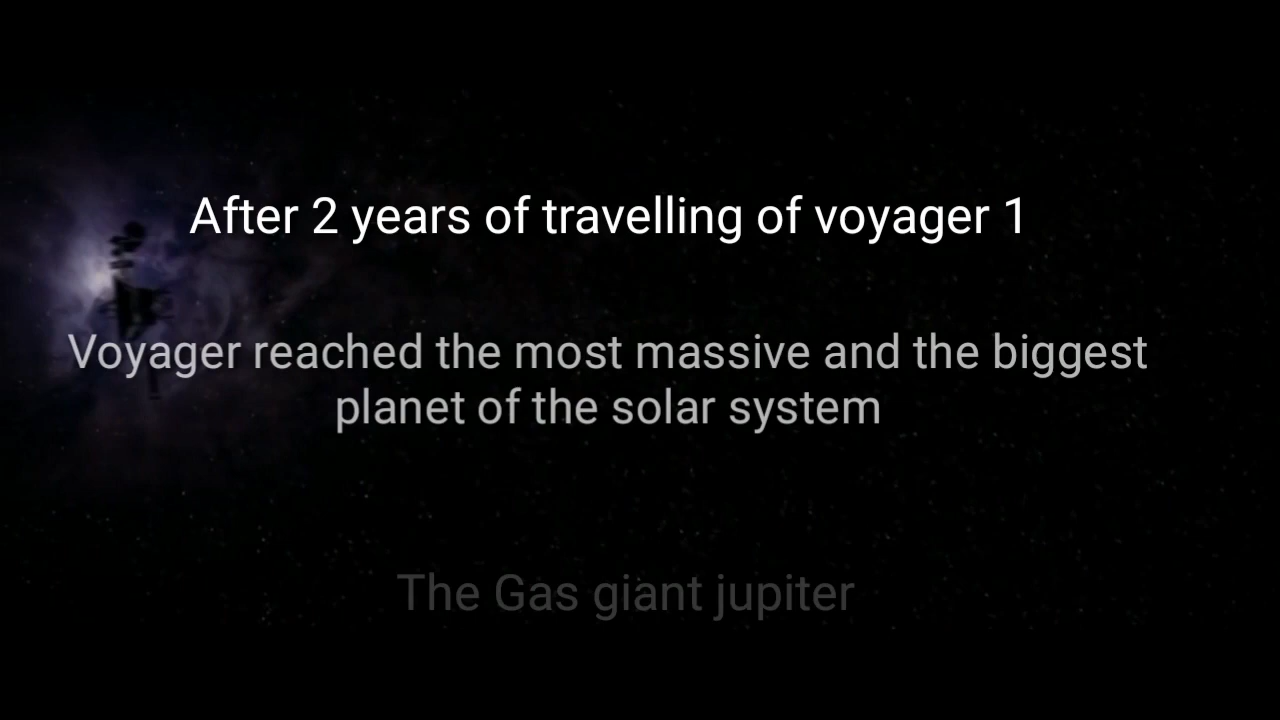 After 2 years of travelling of voyager 1
Voyager reached the most massive and the biggest
planet of the solar system
The Gas giant jupiter